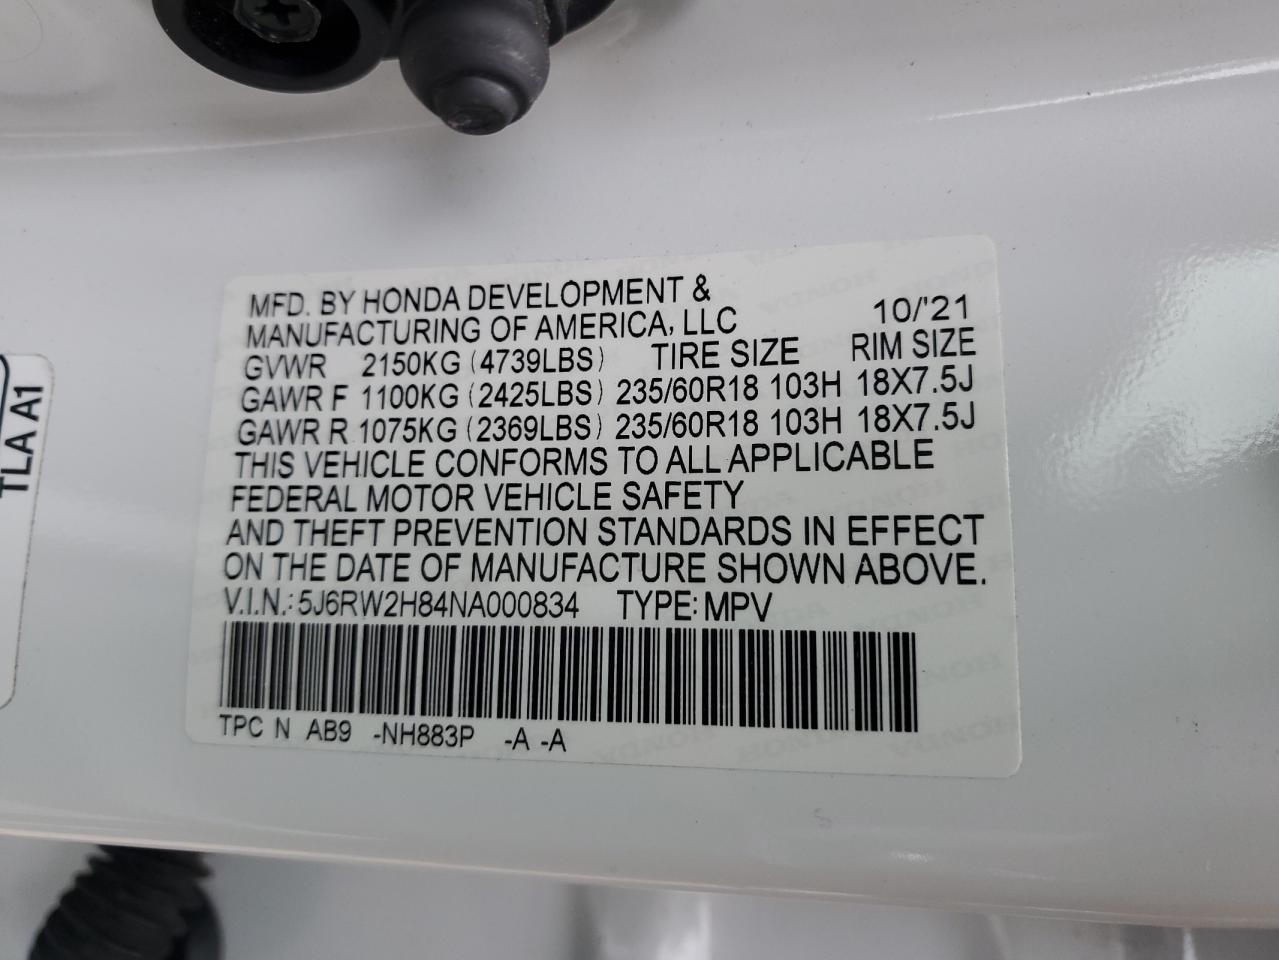 MFD. BY HONDA DEVELOPMENT &
MANUFACTURING OF AMERICA, LLC 10/'21
GVWR 2150KG (4739LBS) TIRE SIZE RIM SIZE
GAWR F 1100KG (2425LBS) 235/60R18 103H 18X7.5J
GAWR R 1075KG (2369LBS) 235/60R18 103H 18X7.5J
THIS VEHICLE CONFORMS TO ALL APPLICABLE
FEDERAL MOTOR VEHICLE SAFETY
AND THEFT PREVENTION STANDARDS IN EFFECT
ON THE DATE OF MANUFACTURE SHOWN ABOVE.
V.I.N.: 5J6RW2H84NA000834 TYPE: MPV
TPC N AB9 -NH883P -A -A
TLA A1